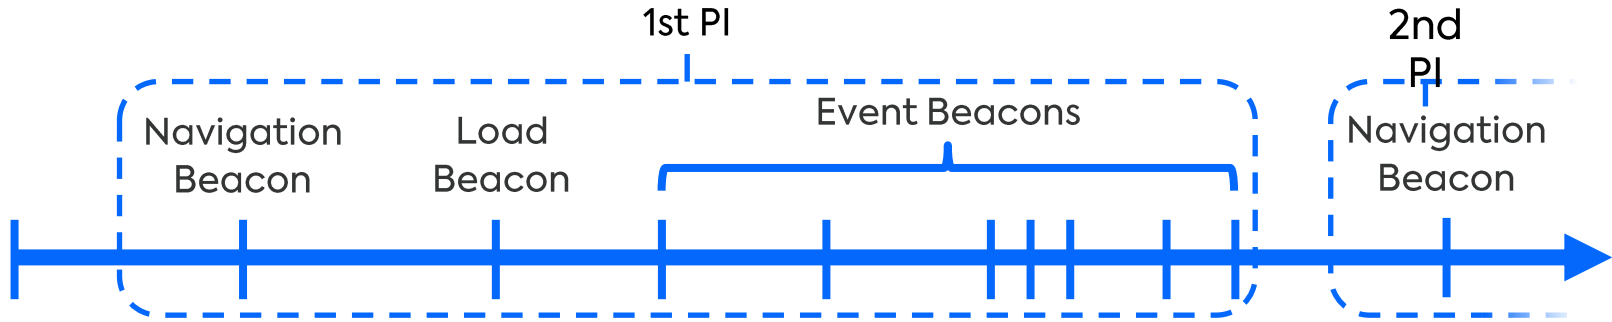 1st PI
2nd
PI
Event Beacons
Navigation
Beacon
Load
Beacon
Navigation
Beacon